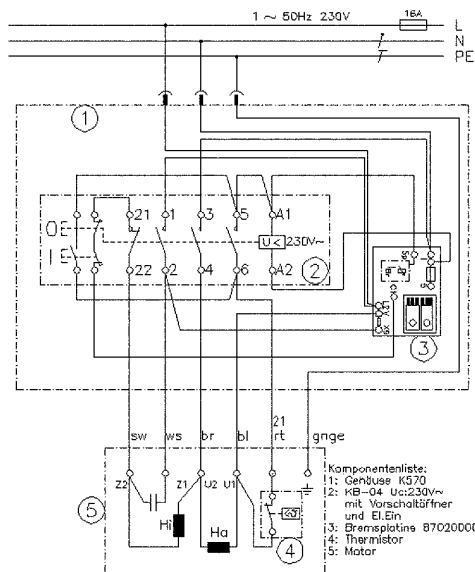 1 ~ 50Hz 230V
16A
L
N
PE
1
21
1
3
5
A1
0
I
U<
230V~
22
2
4
6
A2
2
3
21
sw
ws
br
bl
rt
gnge
Z2
Z1
U2
U1
5
Hi
Ha
4
Komponentenliste:
1: Gehäuse K570
2: KB-04 Uc:230V~
mit Vorschaltöffner
und El.Ein
3: Bremsplatine 87020000
4: Thermistor
5: Motor